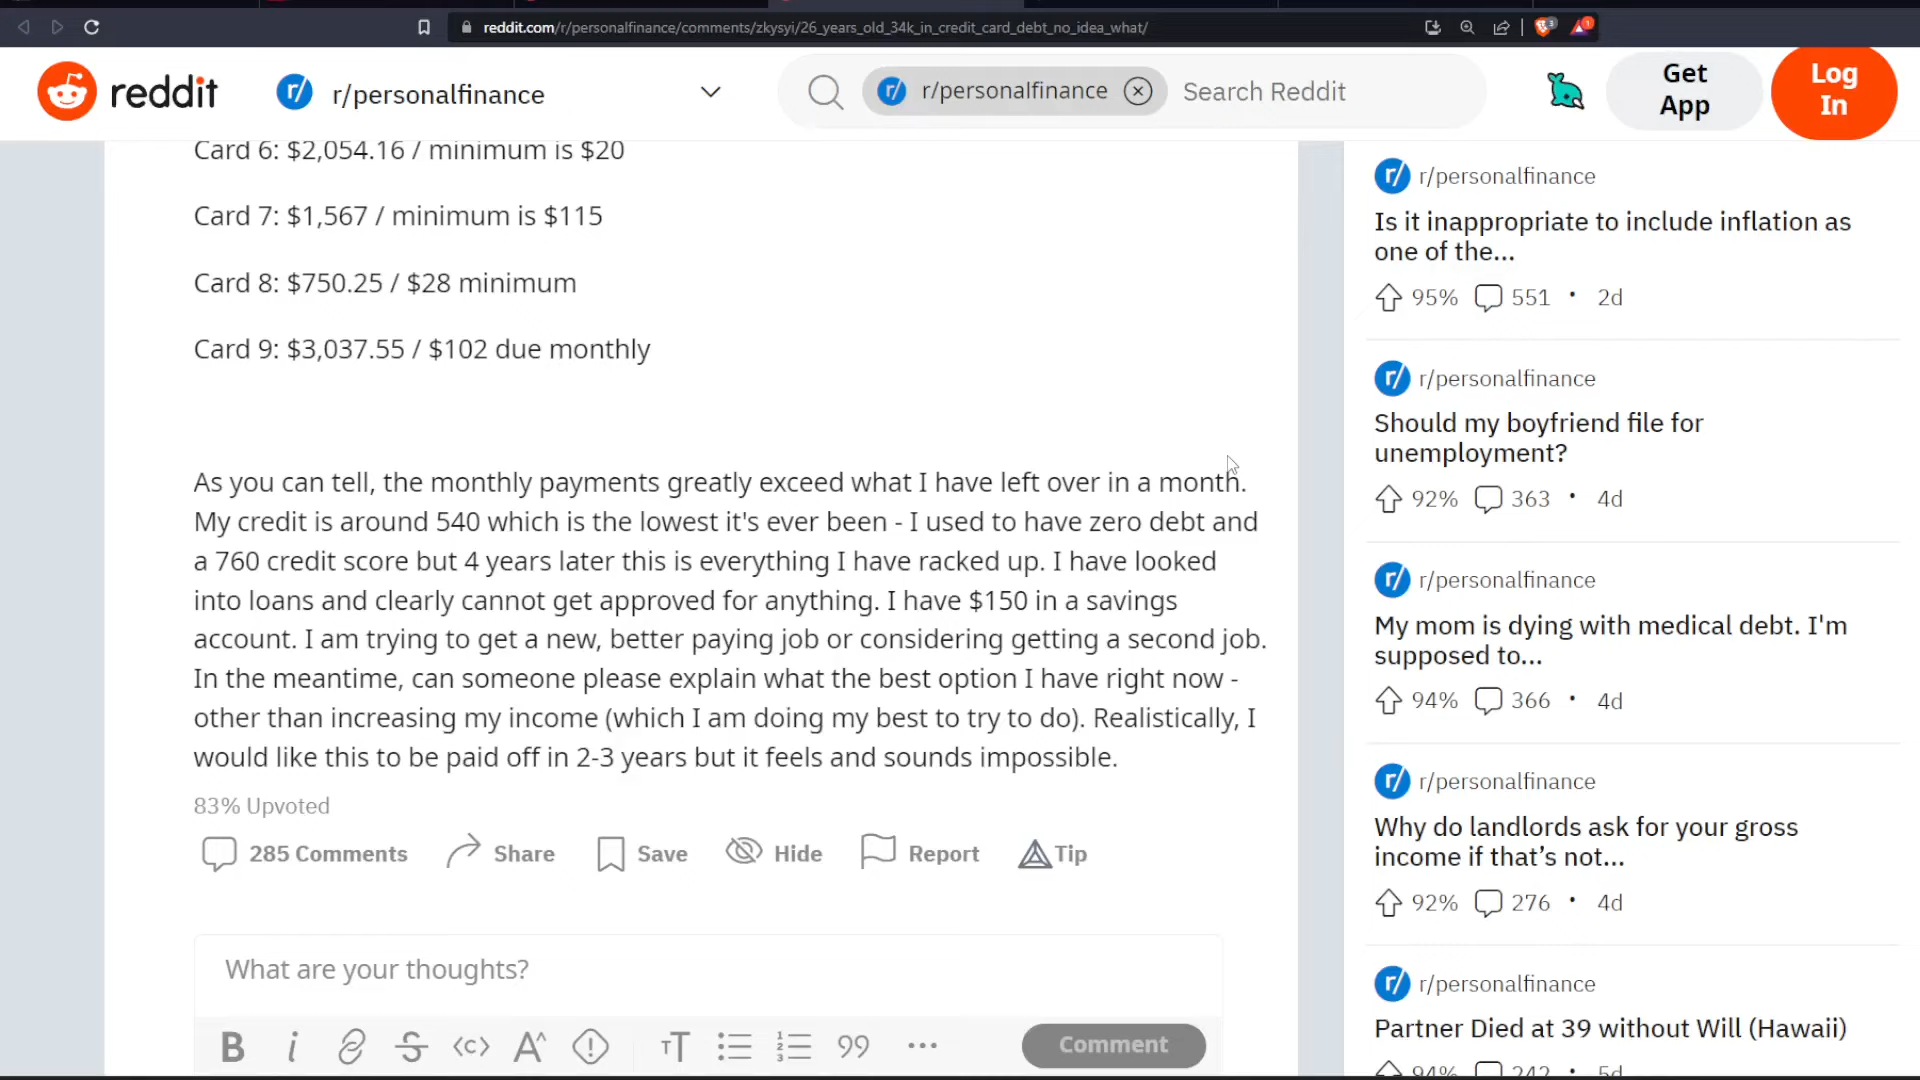 reddit.com/r/personalfinance/comments/zkysyi/26_years_old_34k_in_credit_card_debt_no_idea_what/
3
1
reddit
r/
r/personalfinance
r/
r/personalfinance
Search Reddit
Get
App
Log
In
Card 6: $2,054.16 / minimum is $20
Card 7: $1,567 / minimum is $115
Card 8: $750.25 / $28 minimum
Card 9: $3,037.55 / $102 due monthly
As you can tell, the monthly payments greatly exceed what I have left over in a month.
My credit is around 540 which is the lowest it's ever been - I used to have zero debt and
a 760 credit score but 4 years later this is everything I have racked up. I have looked
into loans and clearly cannot get approved for anything. I have $150 in a savings
account. I am trying to get a new, better paying job or considering getting a second job.
In the meantime, can someone please explain what the best option I have right now -
other than increasing my income (which I am doing my best to try to do). Realistically, I
would like this to be paid off in 2-3 years but it feels and sounds impossible.
83% Upvoted
285 Comments
Share
Save
Hide
Report
Tip
What are your thoughts?
B i S <c> A^ ! TT 1 2 3 99 •••
Comment
r/ r/personalfinance
Is it inappropriate to include inflation as
one of the...
95% 551 • 2d
r/ r/personalfinance
Should my boyfriend file for
unemployment?
92% 363 • 4d
r/ r/personalfinance
My mom is dying with medical debt. I'm
supposed to...
94% 366 • 4d
r/ r/personalfinance
Why do landlords ask for your gross
income if that’s not...
92% 276 • 4d
r/ r/personalfinance
Partner Died at 39 without Will (Hawaii)
94% 242 • 5d